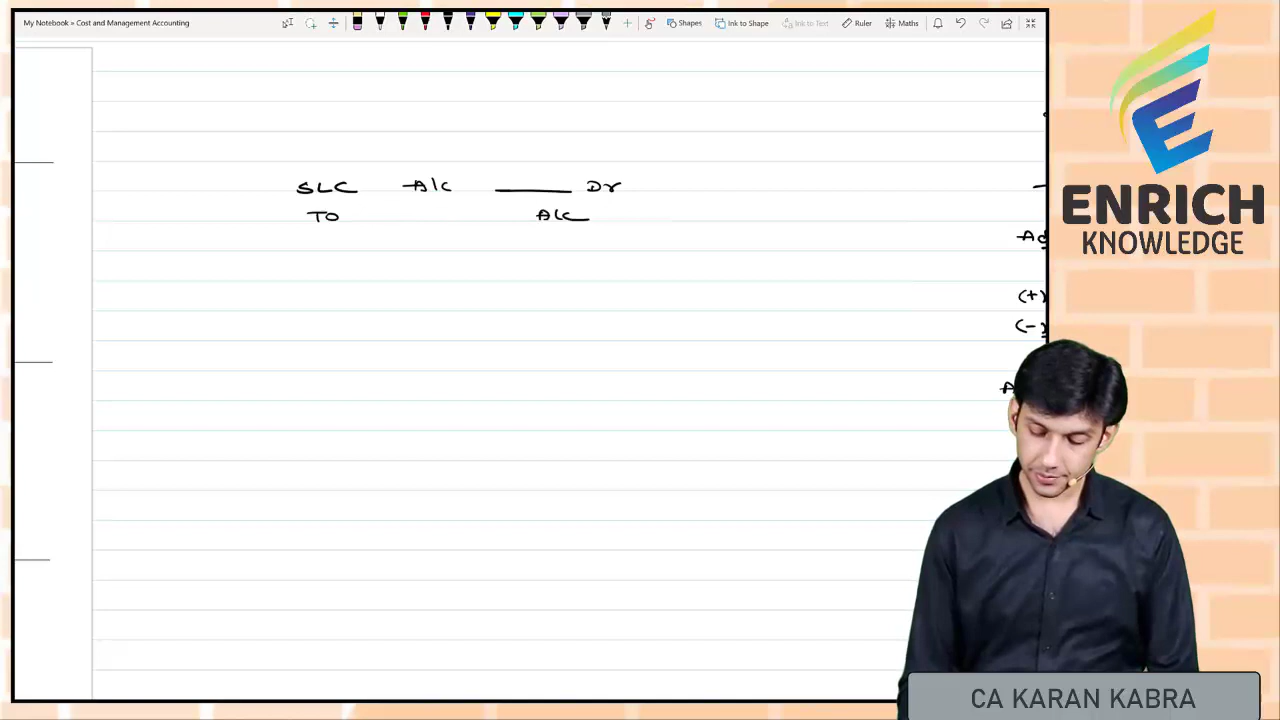 My Notebook » Cost and Management Accounting
Shapes
Ink to Shape
Ink to Text
Ruler
Maths
SLC A/c _____ Dr
TO A/c
(+)
(-)
ENRICH
KNOWLEDGE
CA KARAN KABRA